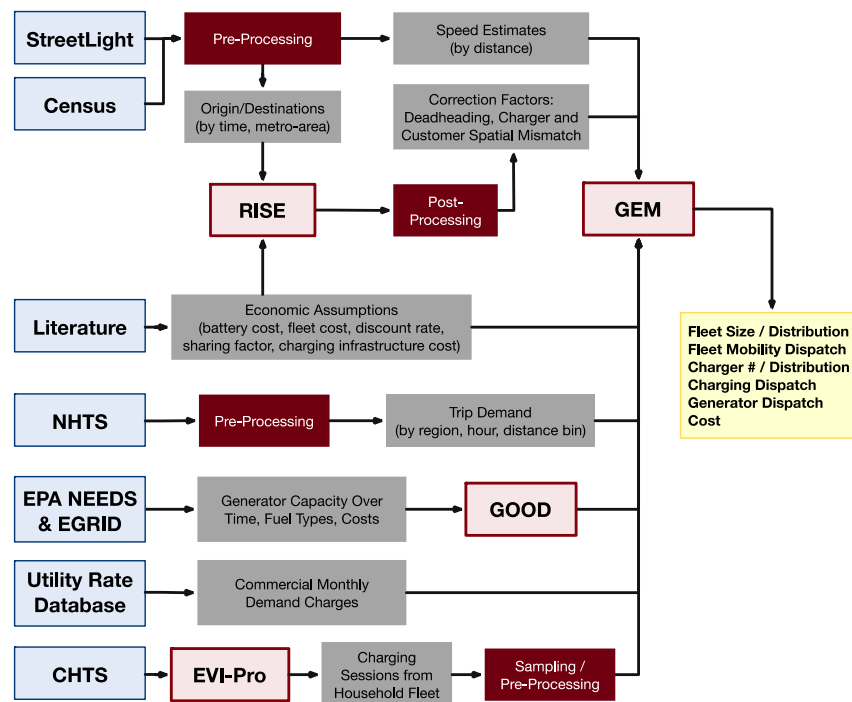 StreetLight
Pre-Processing
Speed Estimates
(by distance)
Census
Origin/Destinations
(by time, metro-area)
Correction Factors:
Deadheading, Charger and
Customer Spatial Mismatch
RISE
Post-
Processing
GEM
Literature
Economic Assumptions
(battery cost, fleet cost, discount rate,
sharing factor, charging infrastructure cost)
Fleet Size / Distribution
Fleet Mobility Dispatch
Charger # / Distribution
Charging Dispatch
Generator Dispatch
Cost
NHTS
Pre-Processing
Trip Demand
(by region, hour, distance bin)
EPA NEEDS
& EGRID
Generator Capacity Over
Time, Fuel Types, Costs
GOOD
Utility Rate
Database
Commercial Monthly
Demand Charges
CHTS
EVI-Pro
Charging
Sessions from
Household Fleet
Sampling /
Pre-Processing